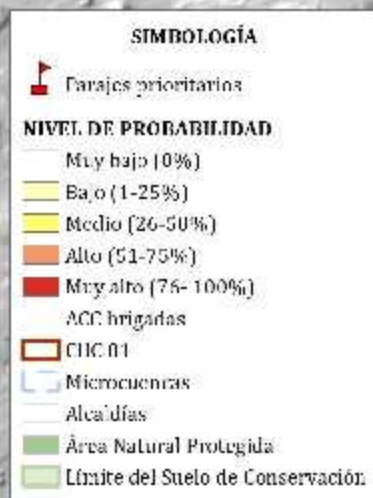 SIMBOLOGÍA
Parajes prioritarios
NIVEL DE PROBABILIDAD
Muy bajo (0%)
Bajo (1-25%)
Medio (26-50%)
Alto (51-75%)
Muy alto (76- 100%)
ACC brigadas
CHC 01
Microcuencas
Alcaldías
Área Natural Protegida
Límite del Suelo de Conservación